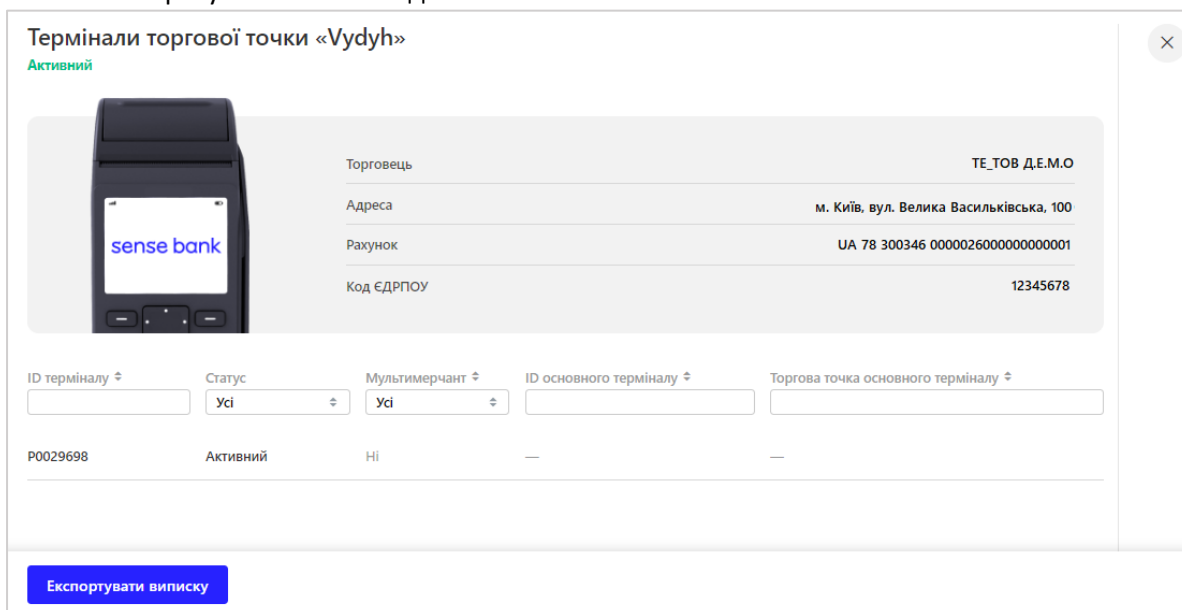 Термінали торгової точки «Vydyh»
Активний
sense bank
Торговець ТЕ_ТОВ Д.Е.М.О
Адреса м. Київ, вул. Велика Васильківська, 100
Рахунок UA 78 300346 0000026000000000001
Код ЄДРПОУ 12345678
ID терміналу Статус Мультимерчант ID основного терміналу Торгова точка основного терміналу
Усі Усі
P0029698 Активний Ні — —
Експортувати виписку